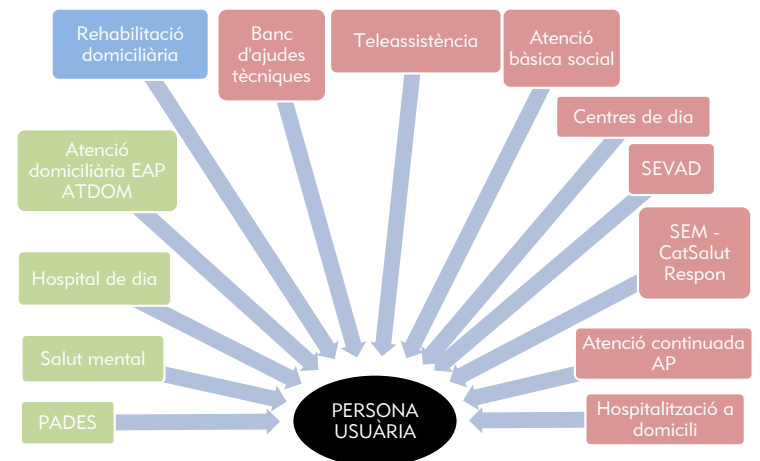 Rehabilitació
domiciliària
Banc
d'ajudes
tècniques
Teleassistència
Atenció
bàsica social
Centres de dia
SEVAD
SEM -
CatSalut
Respon
Atenció continuada
AP
Hospitalització a
domicili
Atenció
domiciliària EAP
ATDOM
Hospital de dia
Salut mental
PADES
PERSONA
USUÀRIA